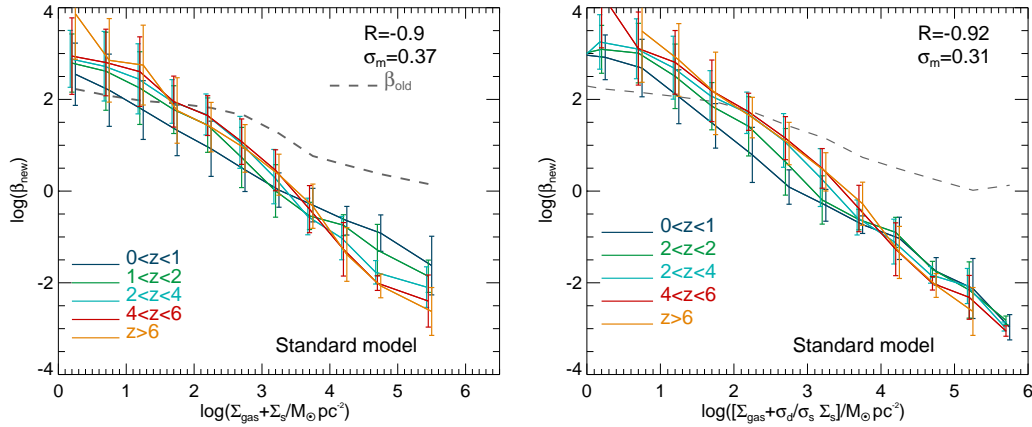 R=-0.9
σm=0.37
βold
4
2
0
-2
-4
log(βnew)
0<z<1
1<z<2
2<z<4
4<z<6
z>6
Standard model
0 1 2 3 4 5 6
log(Σgas+Σs/M⊙ pc-2)
R=-0.92
σm=0.31
4
2
0
-2
-4
log(βnew)
0<z<1
2<z<2
2<z<4
4<z<6
z>6
Standard model
0 1 2 3 4 5 6
log([Σgas+σd/σs Σs]/M⊙ pc-2)